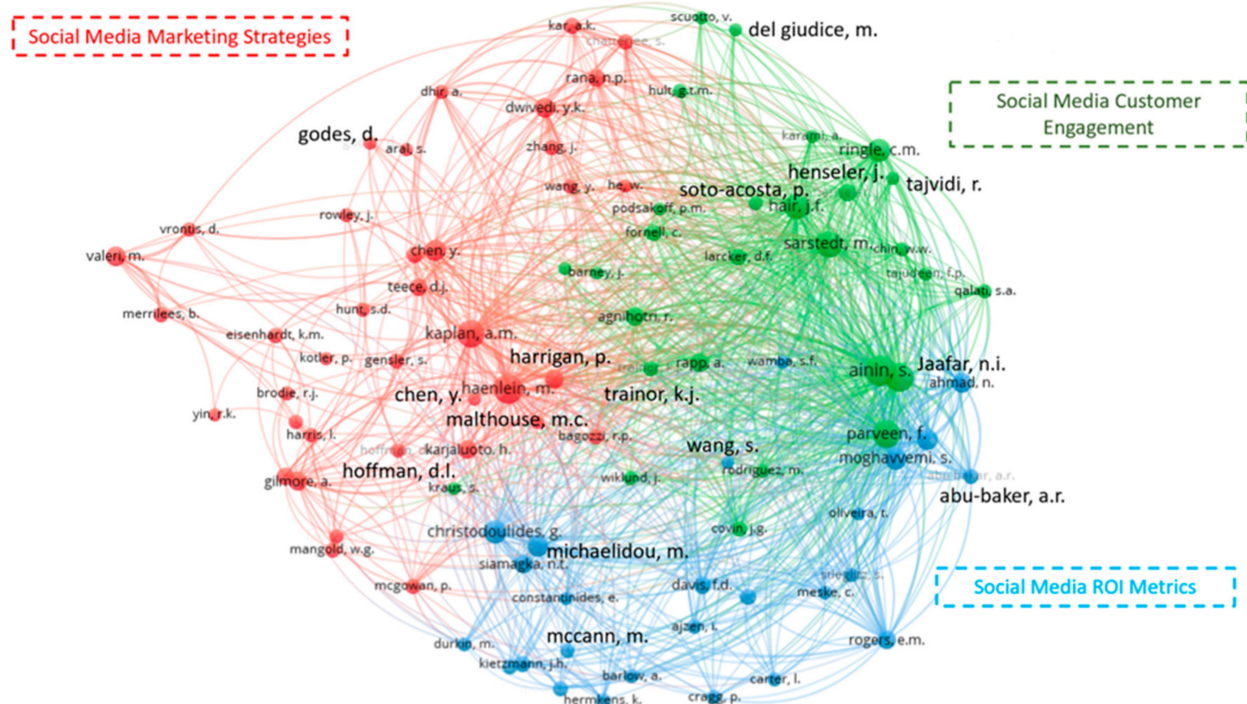 Social Media Marketing Strategies
kar, a.k.
scuotto, v.
chatterjee, s.
del giudice, m.
rana, n.p.
hult, g.t.m.
dhir, a.
dwivedi, y.k.
Social Media Customer
Engagement
godes, d.
aral, s.
zhang, j.
karami, a.
ringle, c.m.
henseler, j.
tajvidi, r.
wang, y.
he, w.
soto-acosta, p.
hair, j.f.
podsakoff, p.m.
rowley, j.
vrontis, d.
fornell, c.
valeri, m.
chen, y.
larcker, d.f.
sarstedt, m.
chin, w.w.
barney, j.
tajudeen, f.p.
teece, d.j.
qalati, s.a.
merrilees, b.
hunt, s.d.
agnihotri, r.
eisenhardt, k.m.
kaplan, a.m.
kotler, p.
gensler, s.
harrigan, p.
rapp, a.
wamba, s.f.
ainin, s.
Jaafar, n.i.
ahmad, n.
haenlein, m.
brodie, r.j.
chen, y.
trainor, k.j.
yin, r.k.
malthouse, m.c.
harris, l.
bagozzi, r.p.
parveen, f.
karjaluoto, h.
wang, s.
moghavvemi, s.
hoffman, d.l.
rodriguez, m.
abu-bakar, a.r.
gilmore, a.
kraus, s.
wiklund, j.
abu-baker, a.r.
oliveira, t.
christodoulides, g.
covin, j.g.
mangold, w.g.
michaelidou, m.
siamagka, n.t.
stieglitz, s.
mcgowan, p.
davis, f.d.
Social Media ROI Metrics
constantinides, e.
meske, c.
ajzen, i.
durkin, m.
mccann, m.
rogers, e.m.
kietzmann, j.h.
barlow, a.
carter, l.
hermkens, k.
cragg, p.